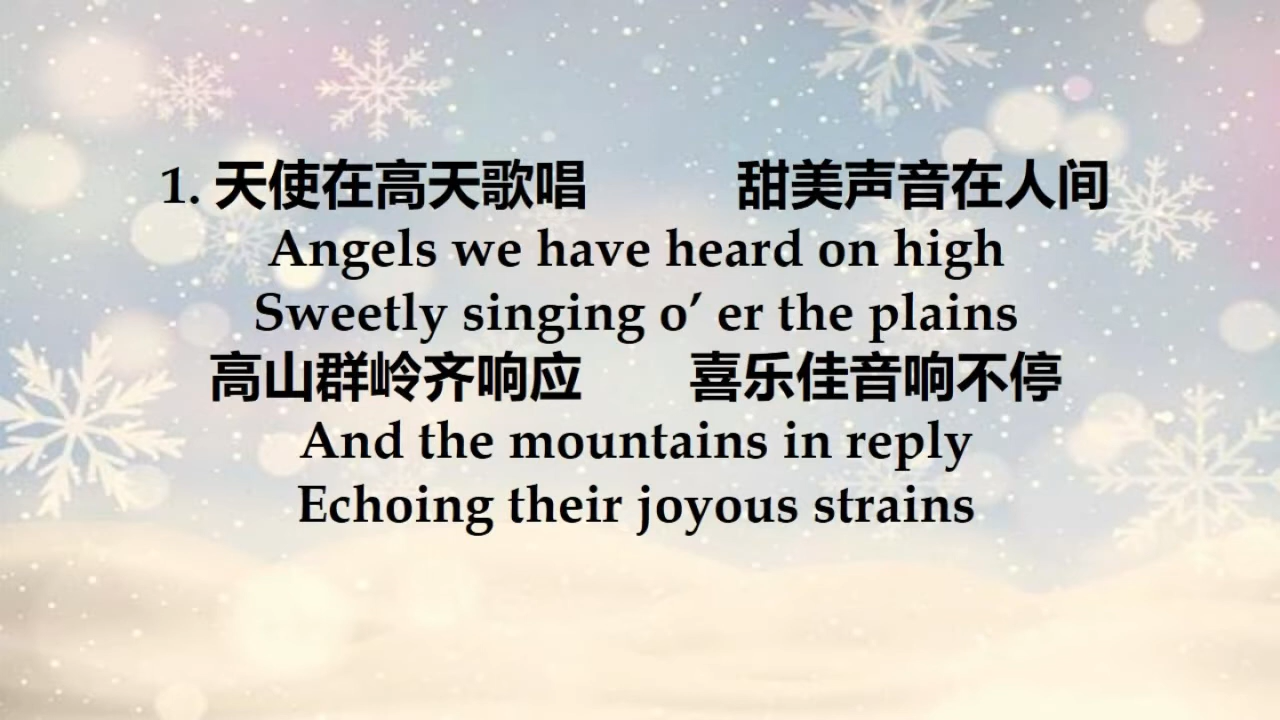 1. 天使在高天歌唱 甜美声音在人间
Angels we have heard on high
Sweetly singing o’ er the plains
高山群岭齐响应 喜乐佳音响不停
And the mountains in reply
Echoing their joyous strains